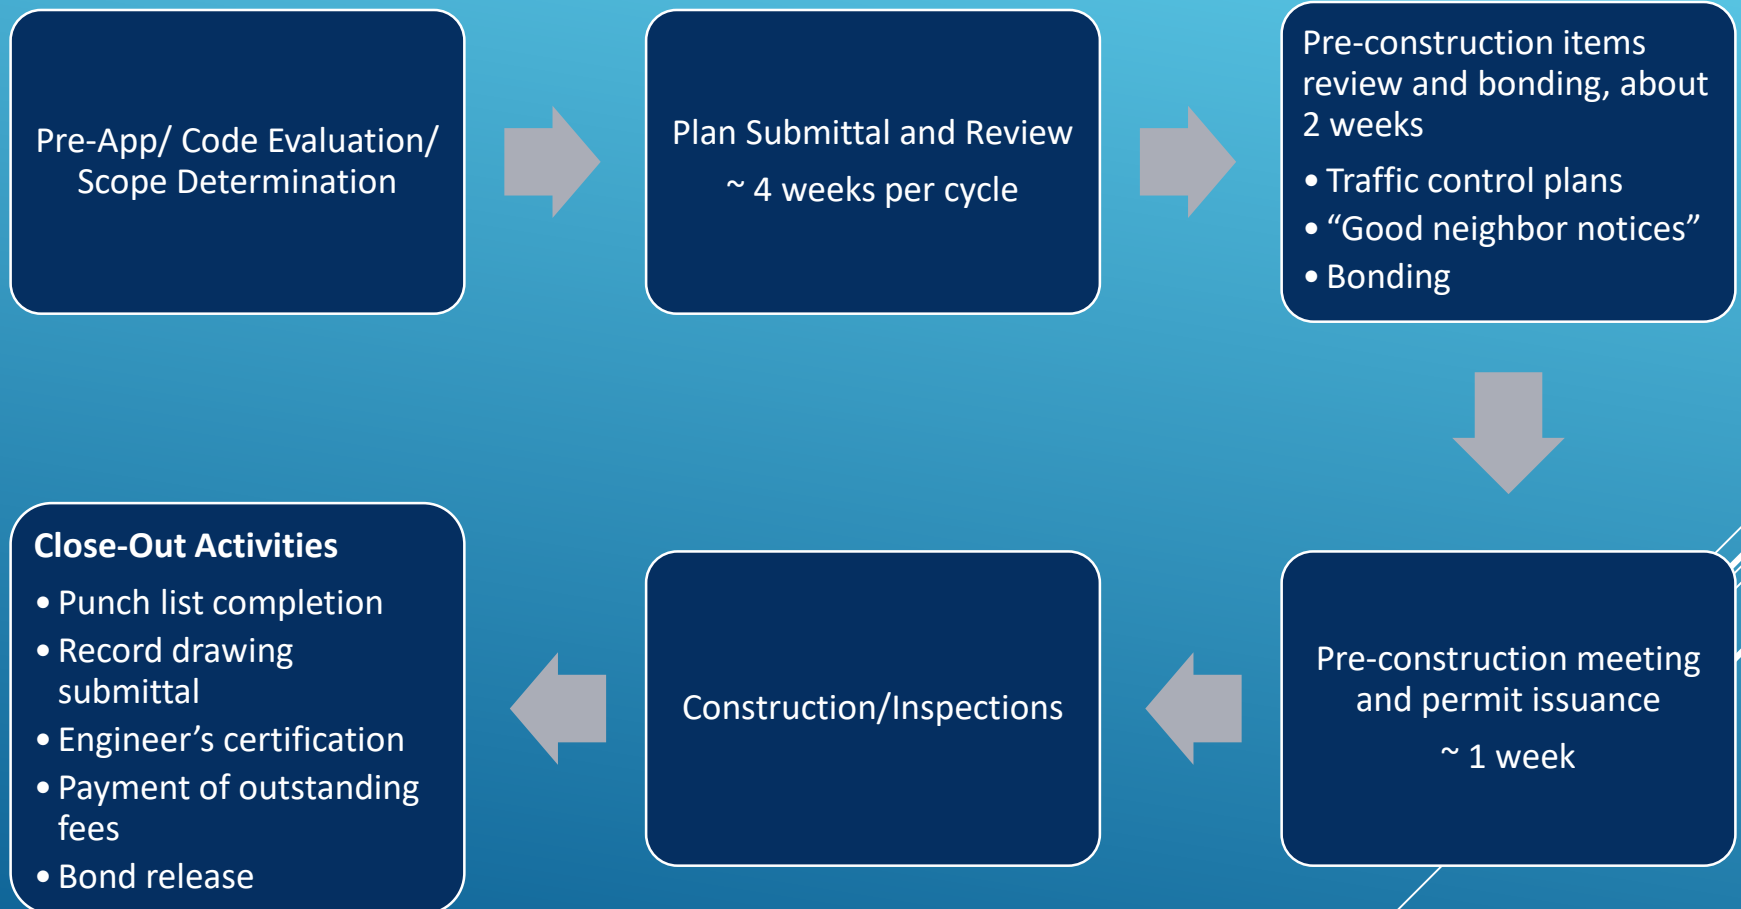 Pre-App/ Code Evaluation/
Scope Determination
Plan Submittal and Review
~ 4 weeks per cycle
Pre-construction items
review and bonding, about
2 weeks
• Traffic control plans
• “Good neighbor notices”
• Bonding
Pre-construction meeting
and permit issuance
~ 1 week
Construction/Inspections
Close-Out Activities
• Punch list completion
• Record drawing
submittal
• Engineer’s certification
• Payment of outstanding
fees
• Bond release